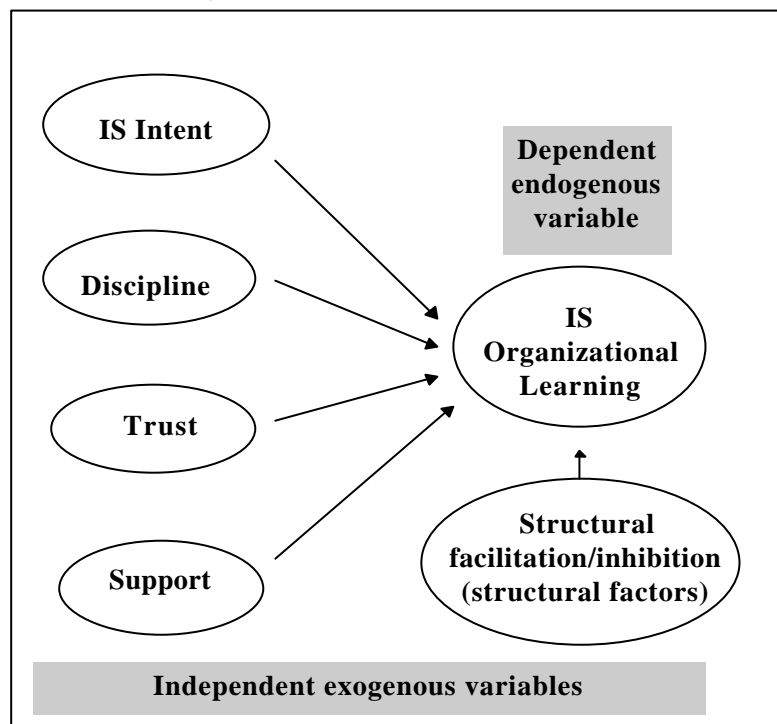 IS Intent
Dependent
endogenous
variable
Discipline
IS
Organizational
Learning
Trust
Structural
facilitation/inhibition
(structural factors)
Support
Independent exogenous variables